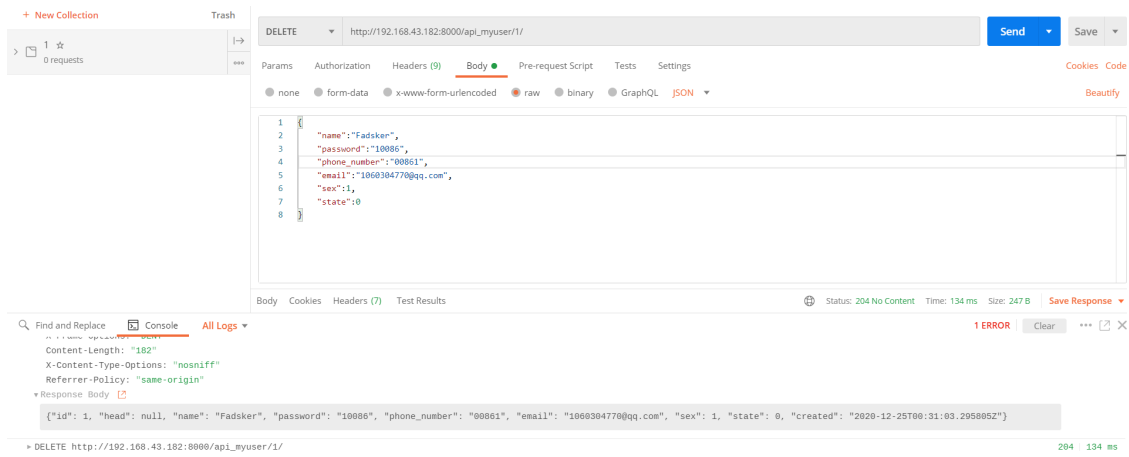 + New Collection Trash
1 ☆
0 requests
DELETE http://192.168.43.182:8000/api_myuser/1/ Send Save
Params Authorization Headers (9) Body Pre-request Script Tests Settings Cookies Code
none form-data x-www-form-urlencoded raw binary GraphQL JSON Beautify
1 {
2 "name":"Fadsker",
3 "password":"10086",
4 "phone_number":"00861",
5 "email":"1060304770@qq.com",
6 "sex":1,
7 "state":0
8 }
Body Cookies Headers (7) Test Results Status: 204 No Content Time: 134 ms Size: 247 B Save Response
Find and Replace Console All Logs 1 ERROR Clear
X-Frame-Options: "DENY"
Content-Length: "182"
X-Content-Type-Options: "nosniff"
Referrer-Policy: "same-origin"
Response Body
{"id": 1, "head": null, "name": "Fadsker", "password": "10086", "phone_number": "00861", "email": "1060304770@qq.com", "sex": 1, "state": 0, "created": "2020-12-25T00:31:03.295805Z"}
DELETE http://192.168.43.182:8000/api_myuser/1/ 204 134 ms